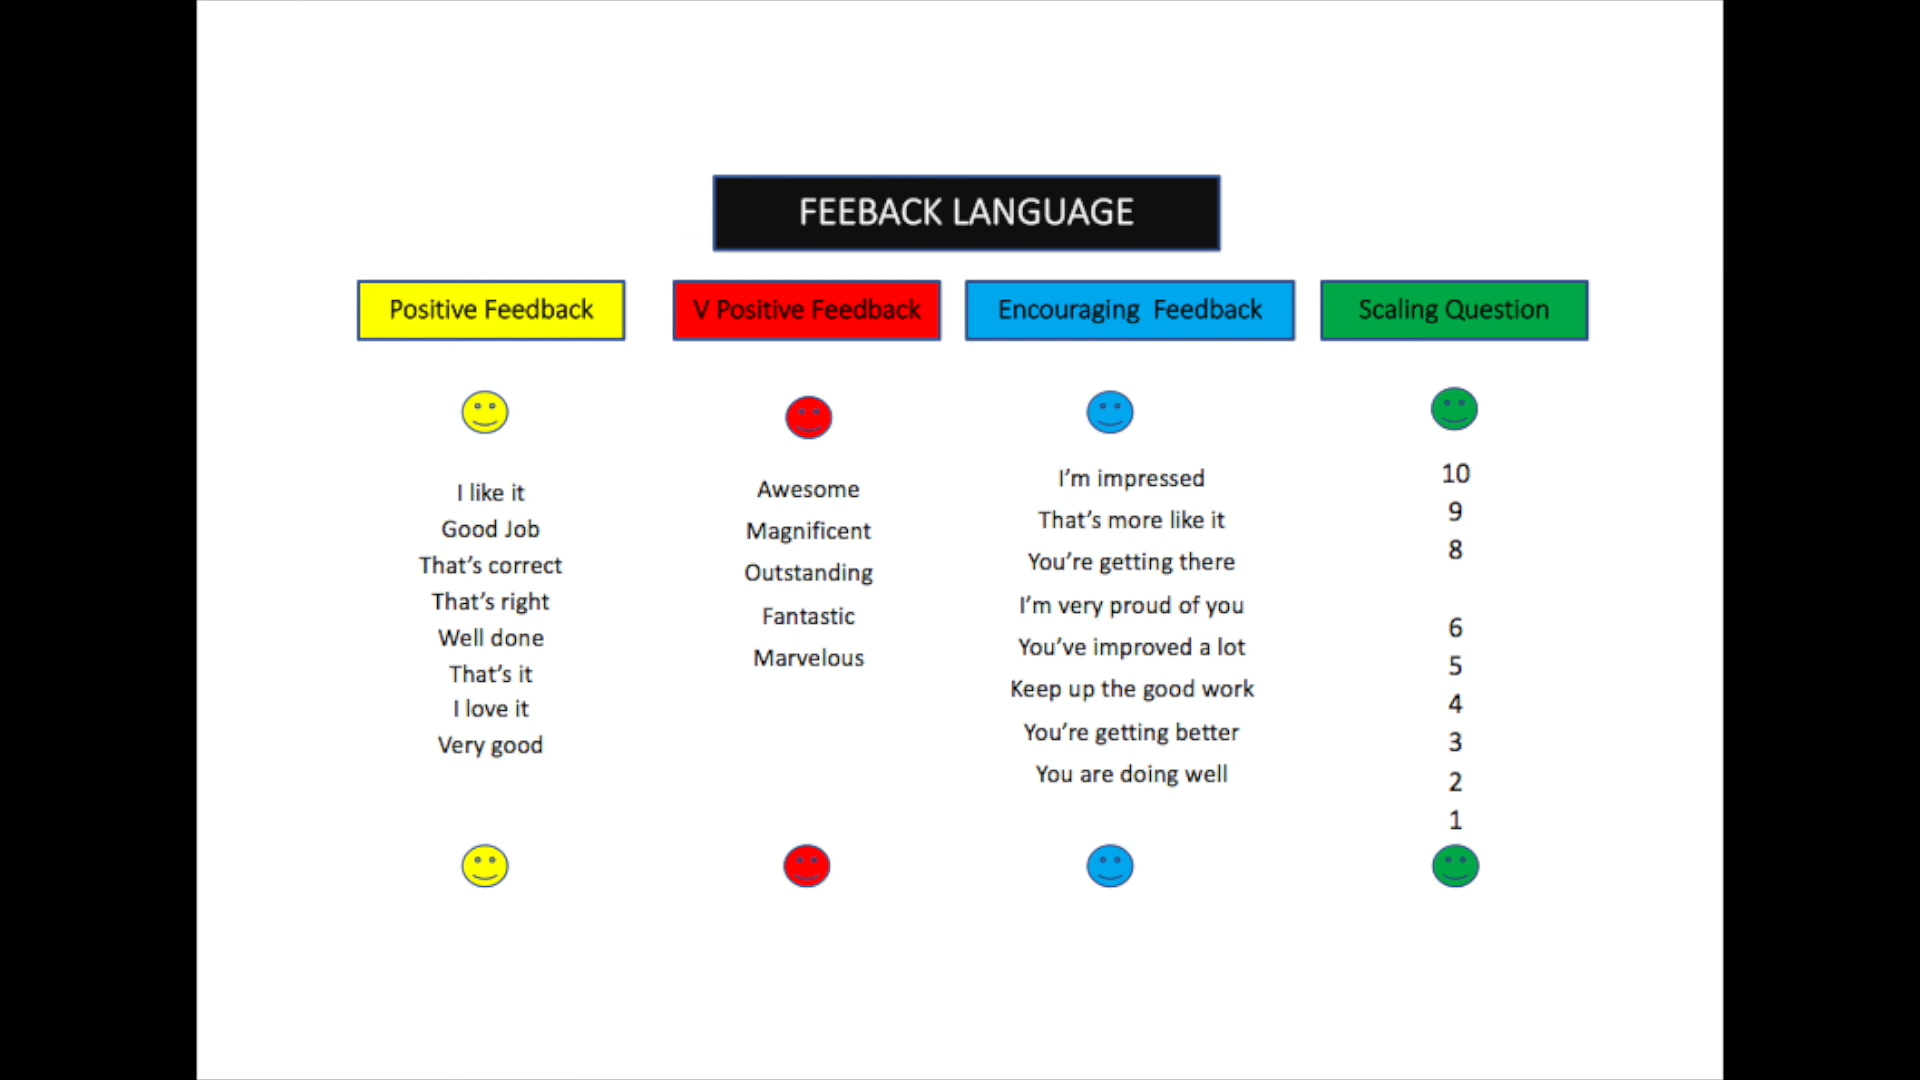 FEEBACK LANGUAGE
Positive Feedback
I like it
Good Job
That's correct
That's right
Well done
That's it
I love it
Very good
V Positive Feedback
Awesome
Magnificent
Outstanding
Fantastic
Marvelous
Encouraging  Feedback
I'm impressed
That's more like it
You're getting there
I'm very proud of you
You've improved a lot
Keep up the good work
You're getting better
You are doing well
Scaling Question
10
9
8
6
5
4
3
2
1